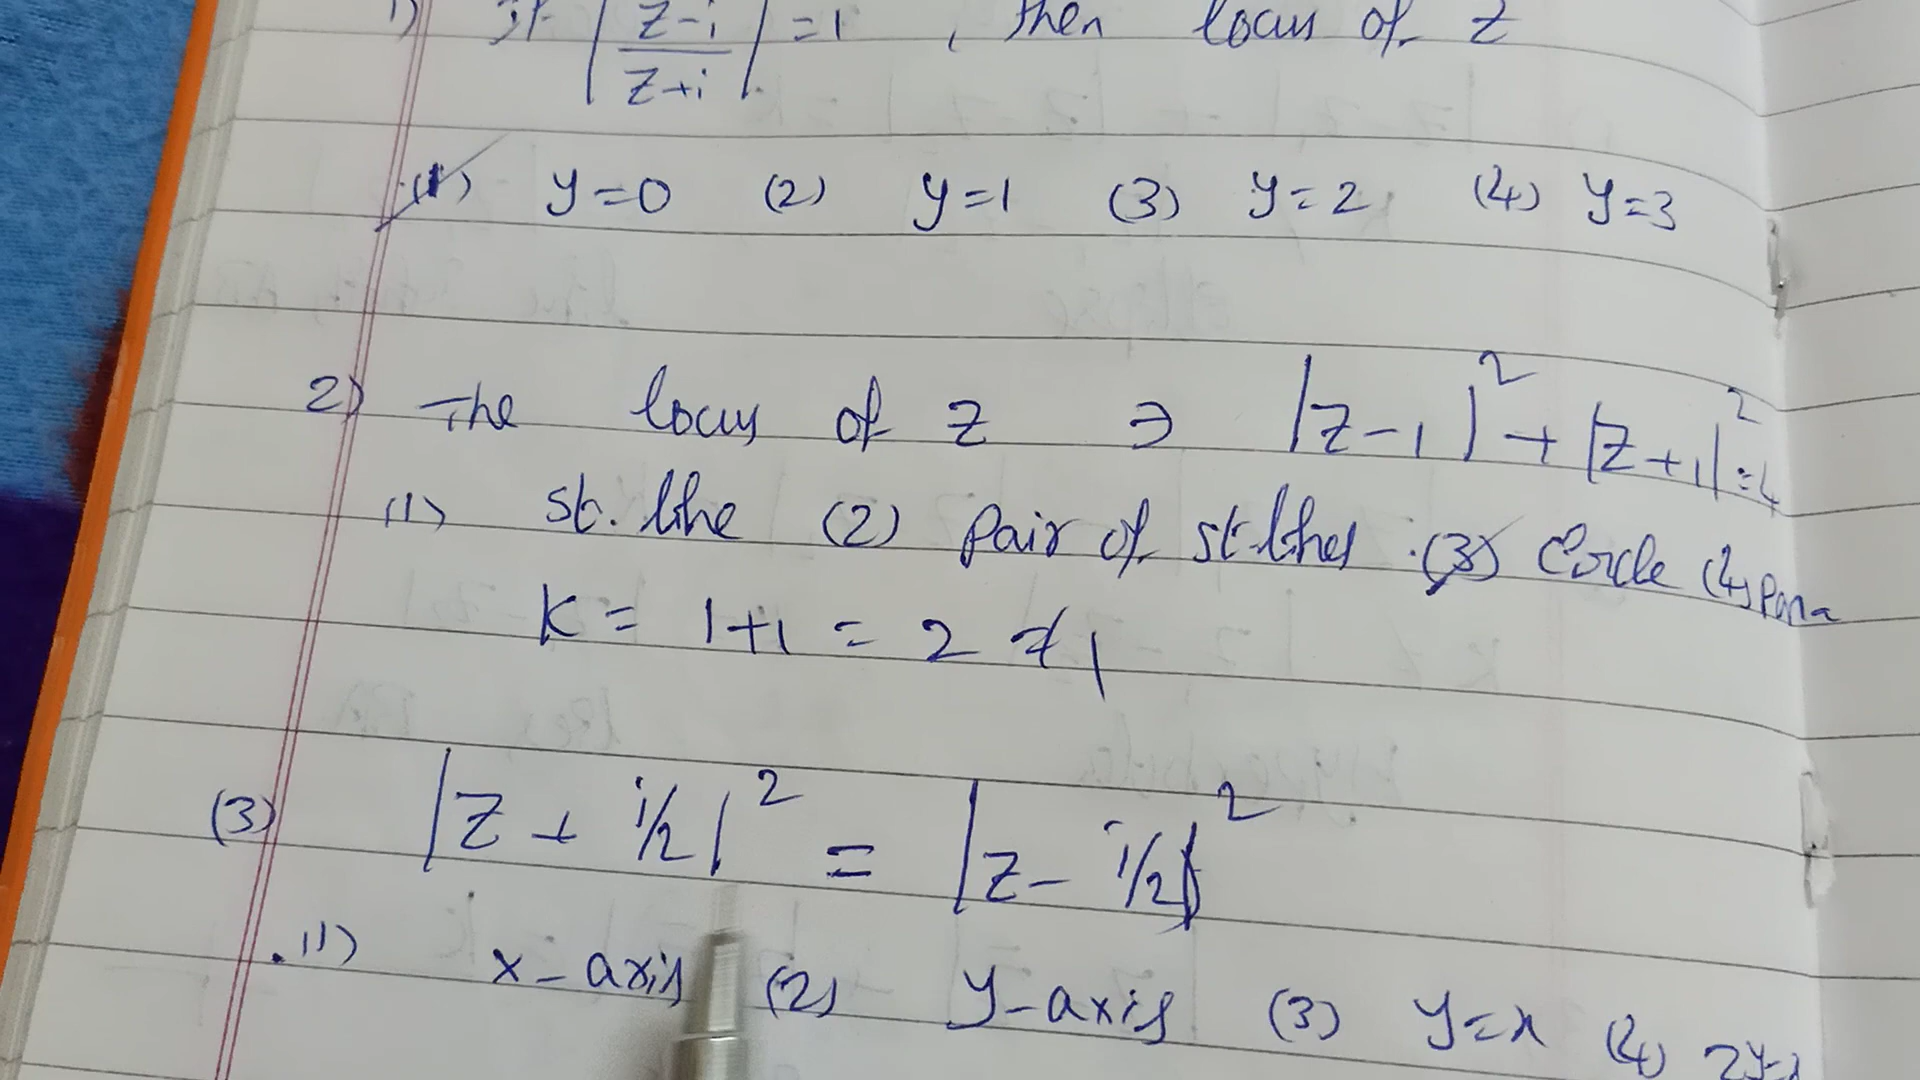 1) If |z-i/z+i| = 1, then locus of z
(1) y=0 (2) y=1 (3) y=2 (4) y=3
2) The locus of z ∋ |z-1|² + |z+1|² = 4
(1) st. line (2) pair of st. lines (3) Circle (4) Para
K = 1+1 = 2 ≠ 1
(3) |z + i/2|² = |z - i/2|²
(1) x-axis (2) y-axis (3) y=x (4)